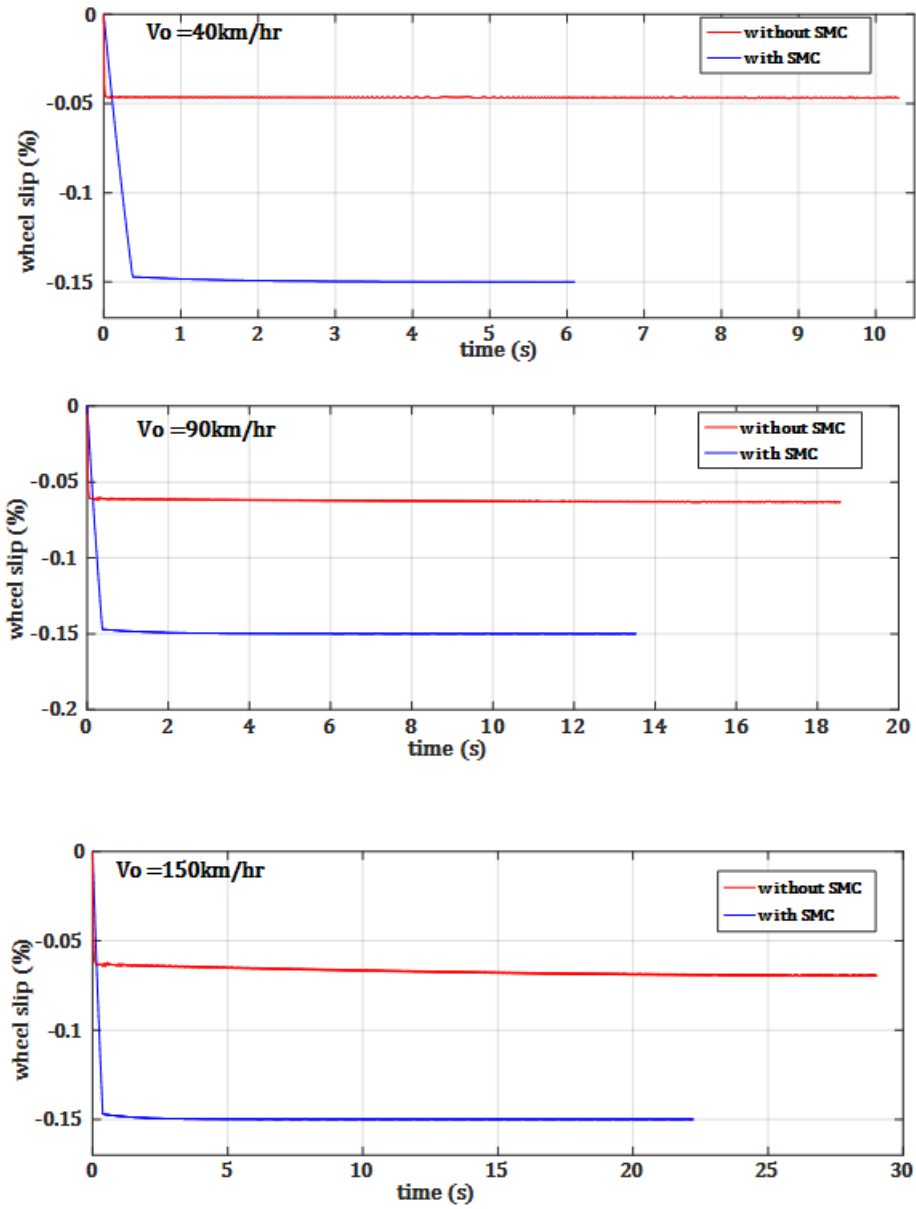 Vo =40km/hr
without SMC
with SMC
0
-0.05
-0.1
-0.15
wheel slip (%)
0 1 2 3 4 5 6 7 8 9 10
time (s)
Vo =90km/hr
without SMC
with SMC
0
-0.05
-0.1
-0.15
-0.2
wheel slip (%)
0 2 4 6 8 10 12 14 16 18 20
time (s)
Vo =150km/hr
without SMC
with SMC
0
-0.05
-0.1
-0.15
wheel slip (%)
0 5 10 15 20 25 30
time (s)